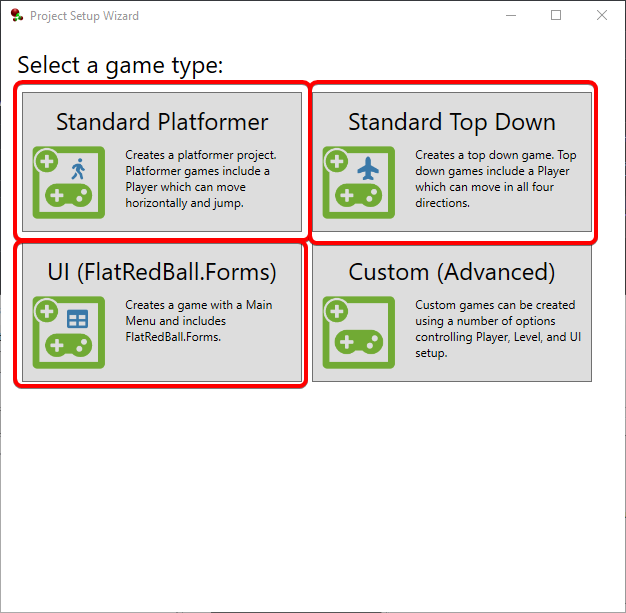 Project Setup Wizard
Select a game type:
Standard Platformer
Creates a platformer project.
Platformer games include a
Player which can move
horizontally and jump.
Standard Top Down
Creates a top down game. Top
down games include a Player
which can move in all four
directions.
UI (FlatRedBall.Forms)
Creates a game with a Main
Menu and includes
FlatRedBall.Forms.
Custom (Advanced)
Custom games can be created
using a number of options
controlling Player, Level, and UI
setup.